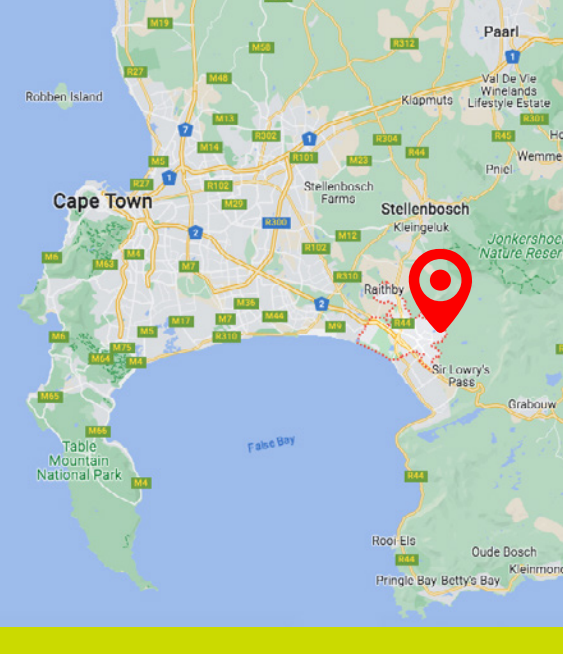 M19
Paarl
M58
R312
1
R27
M48
Val De Vie
Winelands
Lifestyle Estate
Robben Island
Klapmuts
M13
R301
7
R302
1
R304
R45
M14
Wemme
M5
R101
M23
R44
Pniel
1
R27
R102
Stellenbosch
Farms
Cape Town
M29
Stellenbosch
R300
Kleingeluk
2
M12
Jonkershoe
Nature Reser
M6
M63
M4
R102
M7
R310
Raithby
M36
2
M17
M7
M44
M9
R44
M6
M5
R310
M75
M64
M4
Sir Lowry's
Pass
M65
Grabouw
M66
False Bay
Table
Mountain
National Park
M4
R44
Rooi Els
Oude Bosch
R44
Kleinmond
Pringle Bay
Betty's Bay